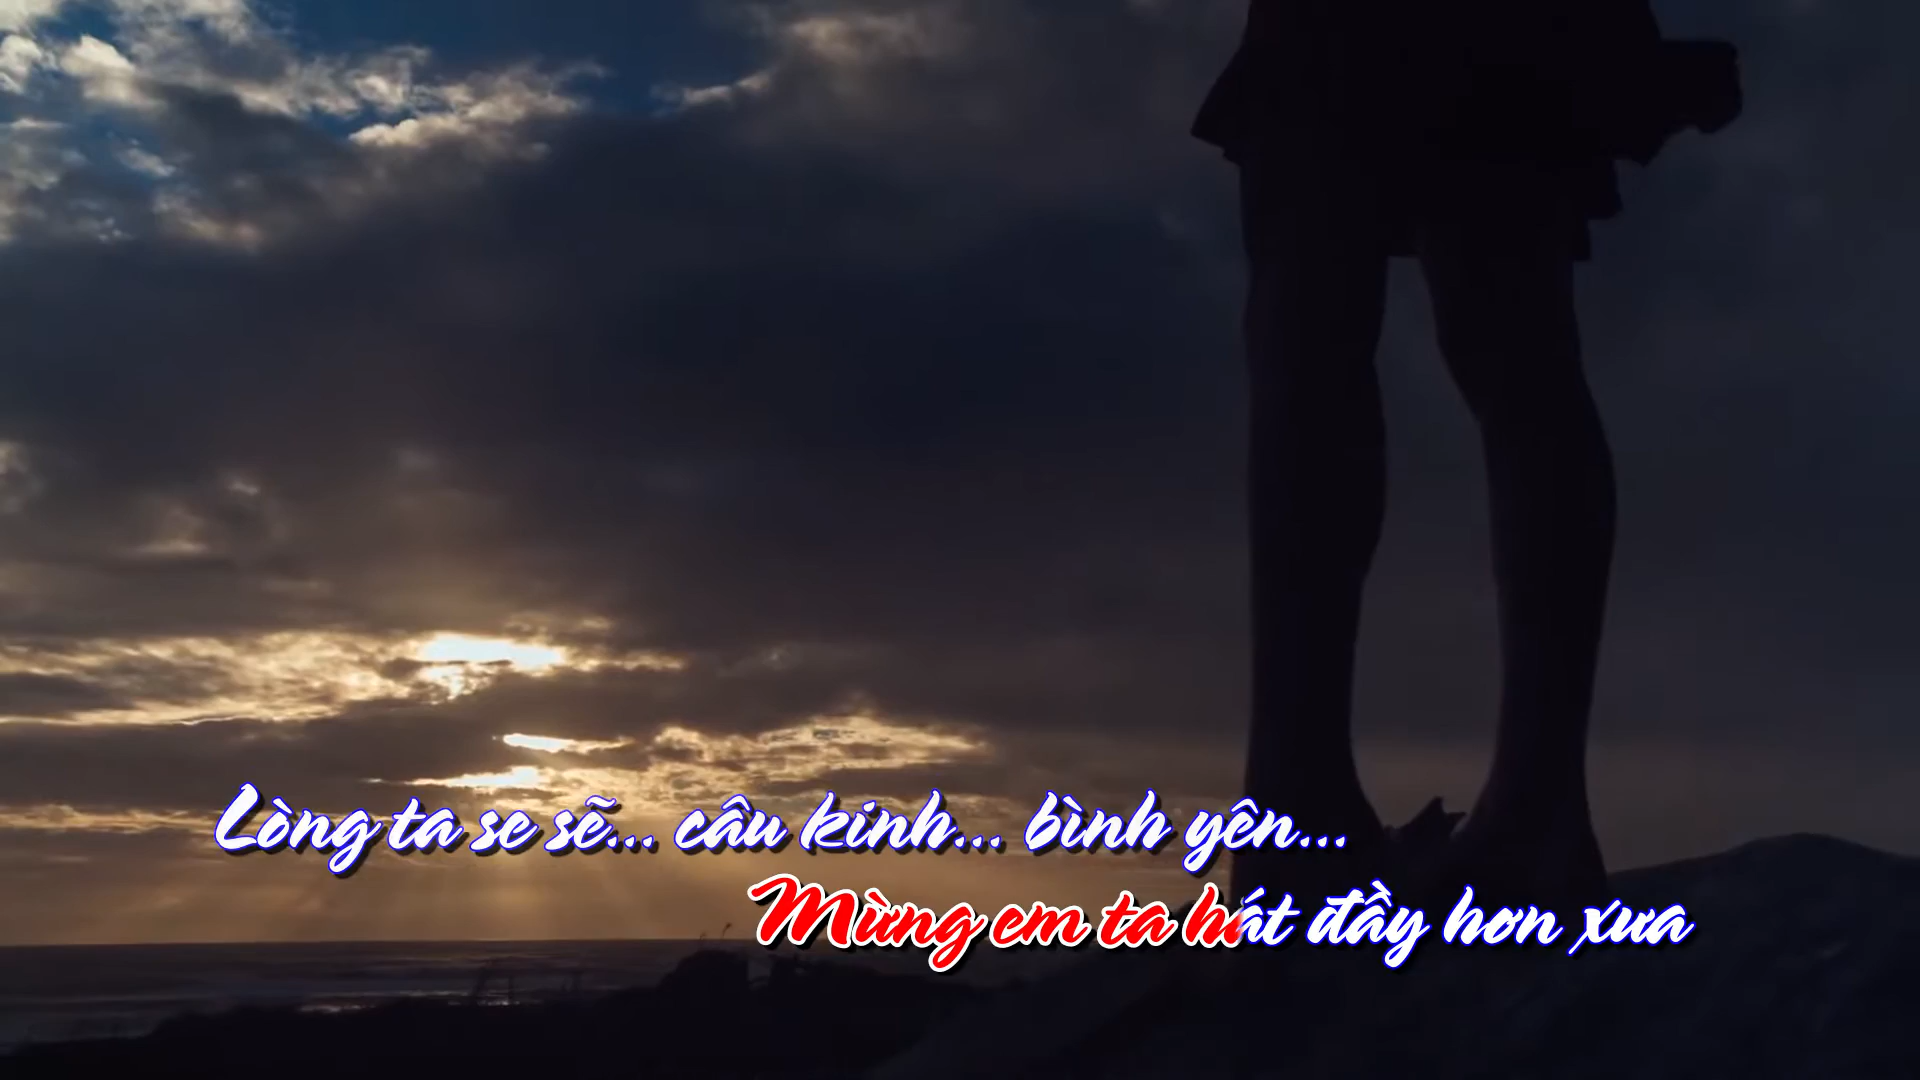 Lòng ta se sẽ... câu kinh... bình yên...
Mừng em ta hát đầy hơn xưa